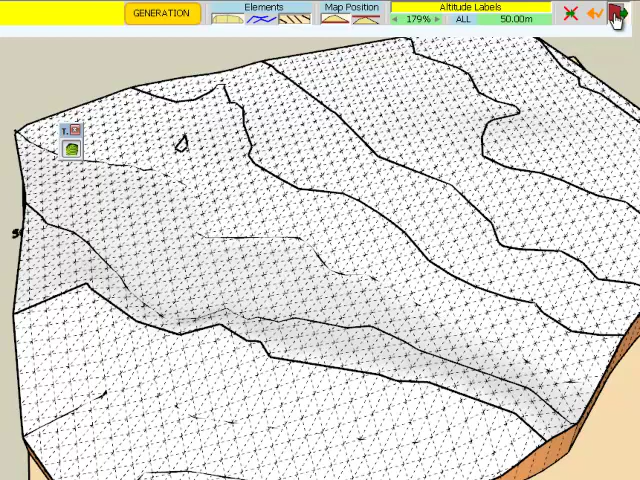 GENERATION
Elements
Map Position
Altitude Labels
179%
ALL
50.00m
T.